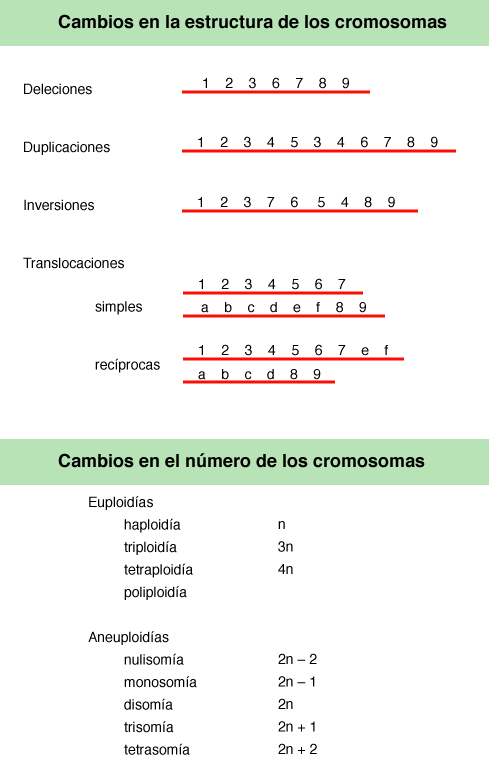 Cambios en la estructura de los cromosomas
Deleciones 1 2 3 6 7 8 9
Duplicaciones 1 2 3 4 5 3 4 6 7 8 9
Inversiones 1 2 3 7 6 5 4 8 9
Translocaciones
1 2 3 4 5 6 7
simples a b c d e f 8 9
1 2 3 4 5 6 7 e f
recíprocas
a b c d 8 9
Cambios en el número de los cromosomas
Euploidías
haploidía n
triploidía 3n
tetraploidía 4n
poliploidía
Aneuploidías
nulisomía 2n – 2
monosomía 2n – 1
disomía 2n
trisomía 2n + 1
tetrasomía 2n + 2